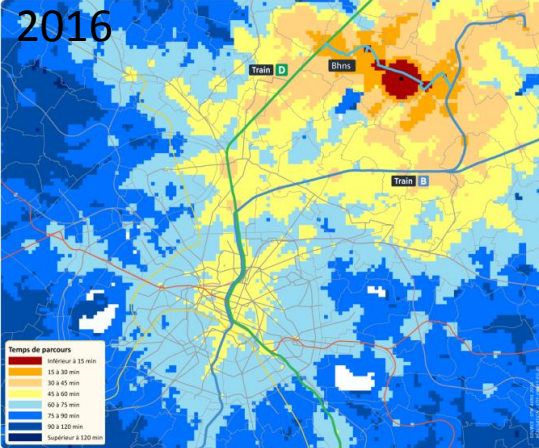 2016
Train D
Bhns
Train B
Temps de parcours
Inférieur à 15 min
15 à 30 min
30 à 45 min
45 à 60 min
60 à 75 min
75 à 90 min
90 à 120 min
Supérieur à 120 min